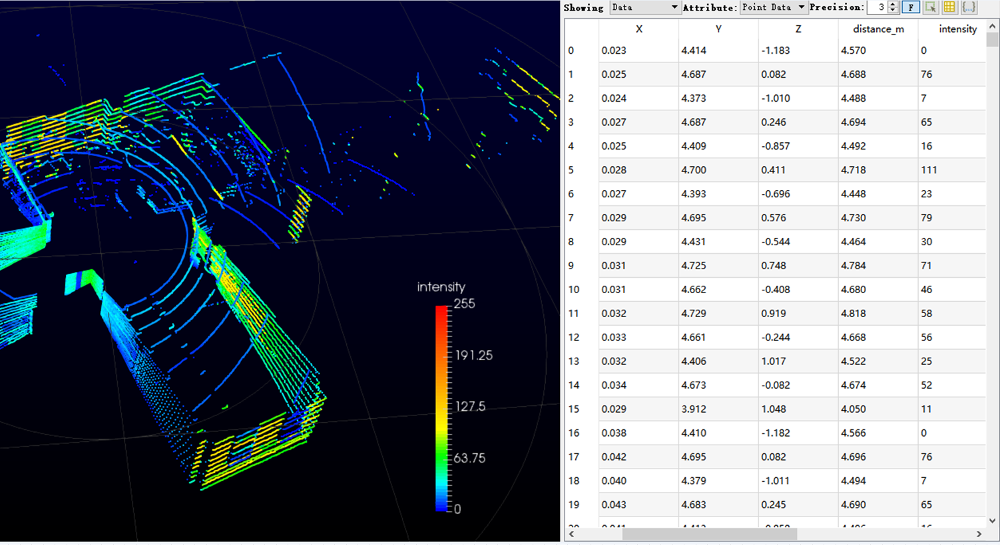 Showing Data Attribute: Point Data Precision: 3 F {..}
X Y Z distance_m intensity
0 0.023 4.414 -1.183 4.570 0
1 0.025 4.687 0.082 4.688 76
2 0.024 4.373 -1.010 4.488 7
3 0.027 4.687 0.246 4.694 65
4 0.025 4.409 -0.857 4.492 16
5 0.028 4.700 0.411 4.718 111
6 0.027 4.393 -0.696 4.448 23
7 0.029 4.695 0.576 4.730 79
8 0.029 4.431 -0.544 4.464 30
9 0.031 4.725 0.748 4.784 71
10 0.031 4.662 -0.408 4.680 46
11 0.032 4.729 0.919 4.818 58
12 0.033 4.661 -0.244 4.668 56
13 0.032 4.406 1.017 4.522 25
14 0.034 4.673 -0.082 4.674 52
15 0.029 3.912 1.048 4.050 11
16 0.038 4.410 -1.182 4.566 0
17 0.042 4.695 0.082 4.696 76
18 0.040 4.379 -1.011 4.494 7
19 0.043 4.683 0.245 4.690 65
intensity
255
191.25
127.5
63.75
0